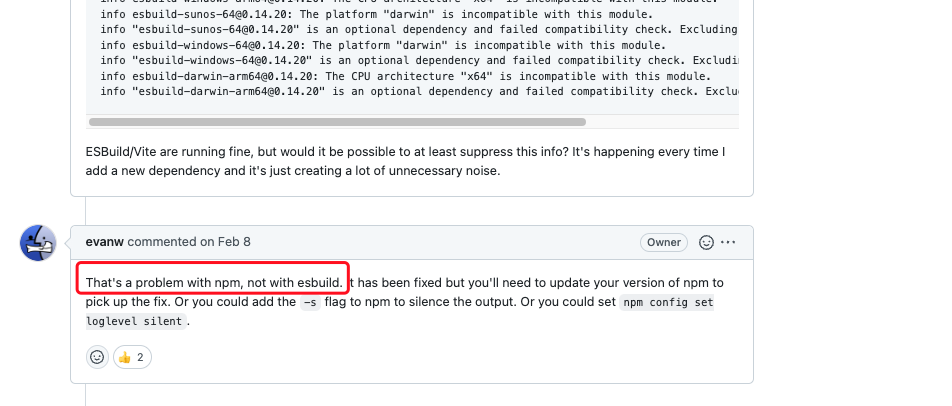 info esbuild-windows-arm64@0.14.20: The CPU architecture "x64" is incompatible with this module.
info esbuild-sunos-64@0.14.20: The platform "darwin" is incompatible with this module.
info "esbuild-sunos-64@0.14.20" is an optional dependency and failed compatibility check. Excluding
info esbuild-windows-64@0.14.20: The platform "darwin" is incompatible with this module.
info "esbuild-windows-64@0.14.20" is an optional dependency and failed compatibility check. Excludin
info esbuild-darwin-arm64@0.14.20: The CPU architecture "x64" is incompatible with this module.
info "esbuild-darwin-arm64@0.14.20" is an optional dependency and failed compatibility check. Exclu
ESBuild/Vite are running fine, but would it be possible to at least suppress this info? It's happening every time I
add a new dependency and it's just creating a lot of unnecessary noise.
evanw commented on Feb 8
Owner
That's a problem with npm, not with esbuild. It has been fixed but you'll need to update your version of npm to
pick up the fix. Or you could add the -s flag to npm to silence the output. Or you could set npm config set
loglevel silent.
2